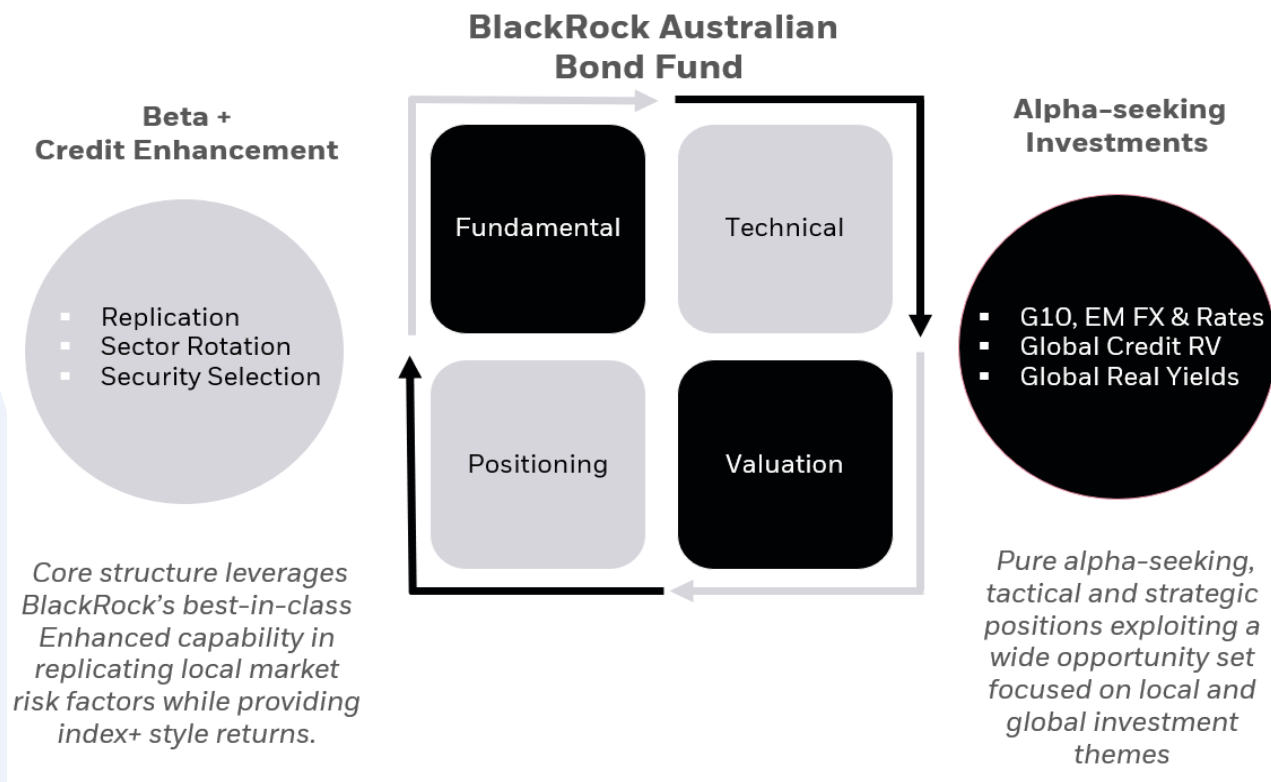 BlackRock Australian
Bond Fund
Beta +
Credit Enhancement
Replication
Sector Rotation
Security Selection
Core structure leverages
BlackRock’s best-in-class
Enhanced capability in
replicating local market
risk factors while providing
index+ style returns.
Fundamental
Technical
Positioning
Valuation
Alpha-seeking
Investments
G10, EM FX & Rates
Global Credit RV
Global Real Yields
Pure alpha-seeking,
tactical and strategic
positions exploiting a
wide opportunity set
focused on local and
global investment
themes